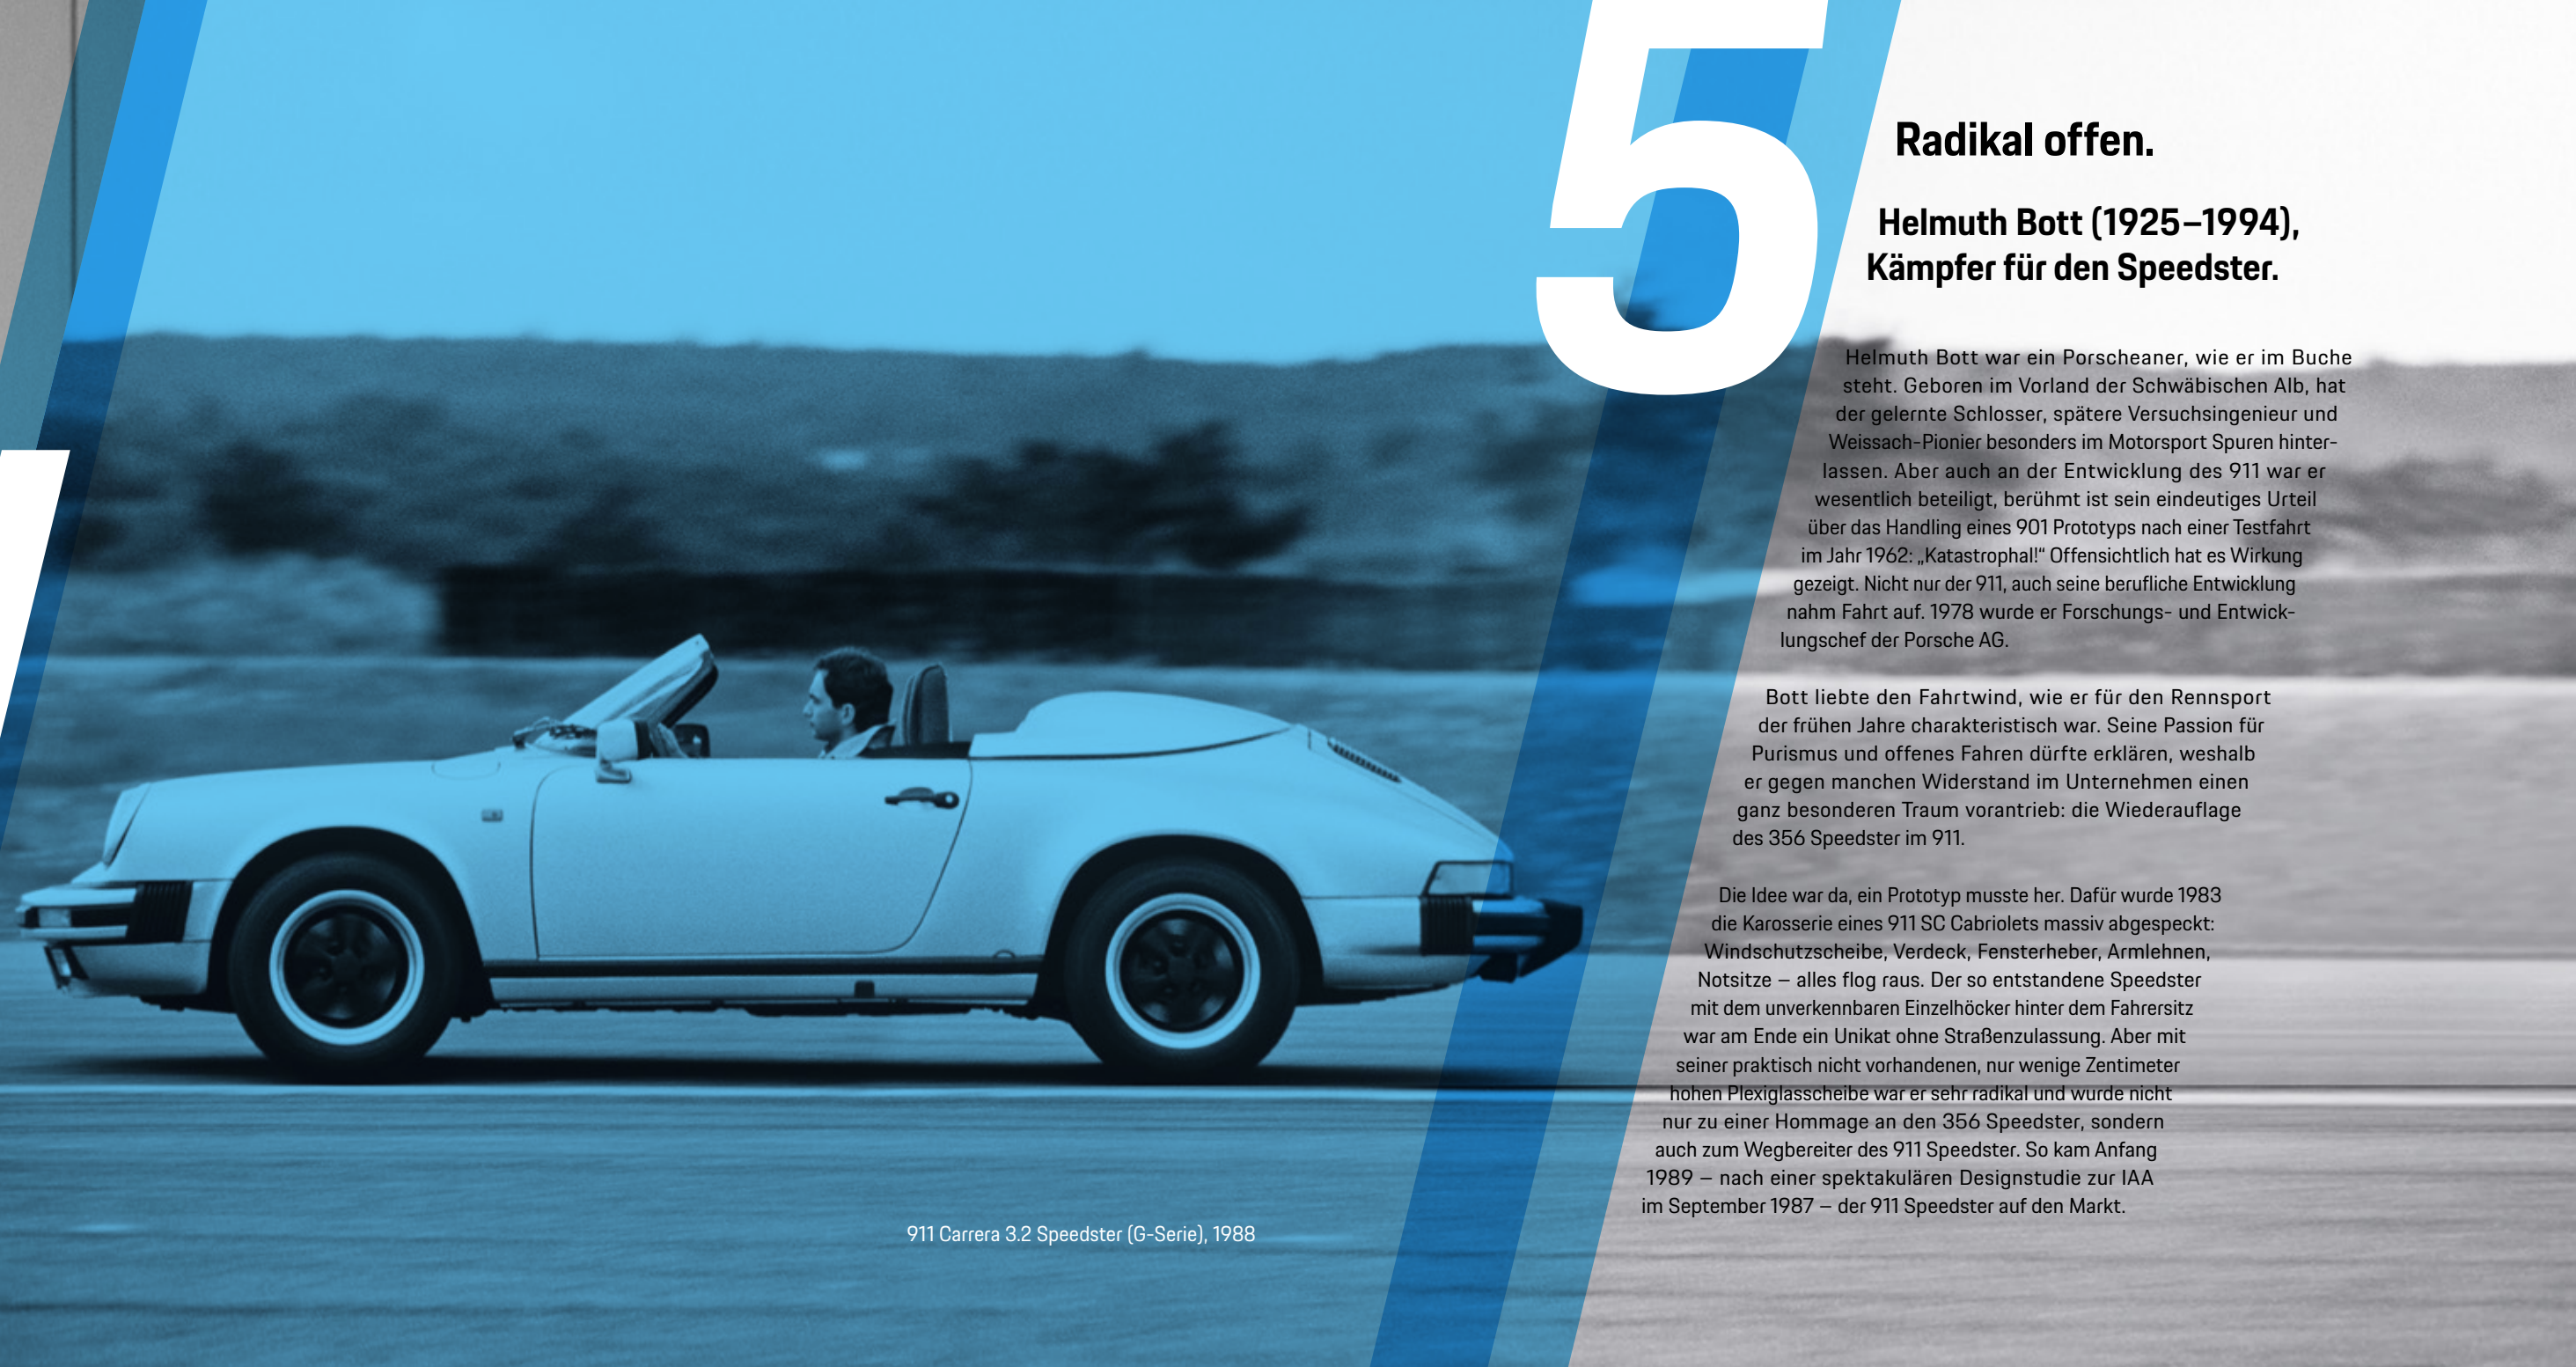 5
Radikal offen.
Helmuth Bott (1925–1994),
Kämpfer für den Speedster.
Helmuth Bott war ein Porscheaner, wie er im Buche
steht. Geboren im Vorland der Schwäbischen Alb, hat
der gelernte Schlosser, spätere Versuchsingenieur und
Weissach-Pionier besonders im Motorsport Spuren hinter-
lassen. Aber auch an der Entwicklung des 911 war er
wesentlich beteiligt, berühmt ist sein eindeutiges Urteil
über das Handling eines 901 Prototyps nach einer Testfahrt
im Jahr 1962: „Katastrophal!“ Offensichtlich hat es Wirkung
gezeigt. Nicht nur der 911, auch seine berufliche Entwicklung
nahm Fahrt auf. 1978 wurde er Forschungs- und Entwick-
lungschef der Porsche AG.
Bott liebte den Fahrtwind, wie er für den Rennsport
der frühen Jahre charakteristisch war. Seine Passion für
Purismus und offenes Fahren dürfte erklären, weshalb
er gegen manchen Widerstand im Unternehmen einen
ganz besonderen Traum vorantrieb: die Wiederauflage
des 356 Speedster im 911.
Die Idee war da, ein Prototyp musste her. Dafür wurde 1983
die Karosserie eines 911 SC Cabriolets massiv abgespeckt:
Windschutzscheibe, Verdeck, Fensterheber, Armlehnen,
Notsitze – alles flog raus. Der so entstandene Speedster
mit dem unverkennbaren Einzelhöcker hinter dem Fahrersitz
war am Ende ein Unikat ohne Straßenzulassung. Aber mit
seiner praktisch nicht vorhandenen, nur wenige Zentimeter
hohen Plexiglasscheibe war er sehr radikal und wurde nicht
nur zu einer Hommage an den 356 Speedster, sondern
auch zum Wegbereiter des 911 Speedster. So kam Anfang
1989 – nach einer spektakulären Designstudie zur IAA
im September 1987 – der 911 Speedster auf den Markt.
911 Carrera 3.2 Speedster (G-Serie), 1988